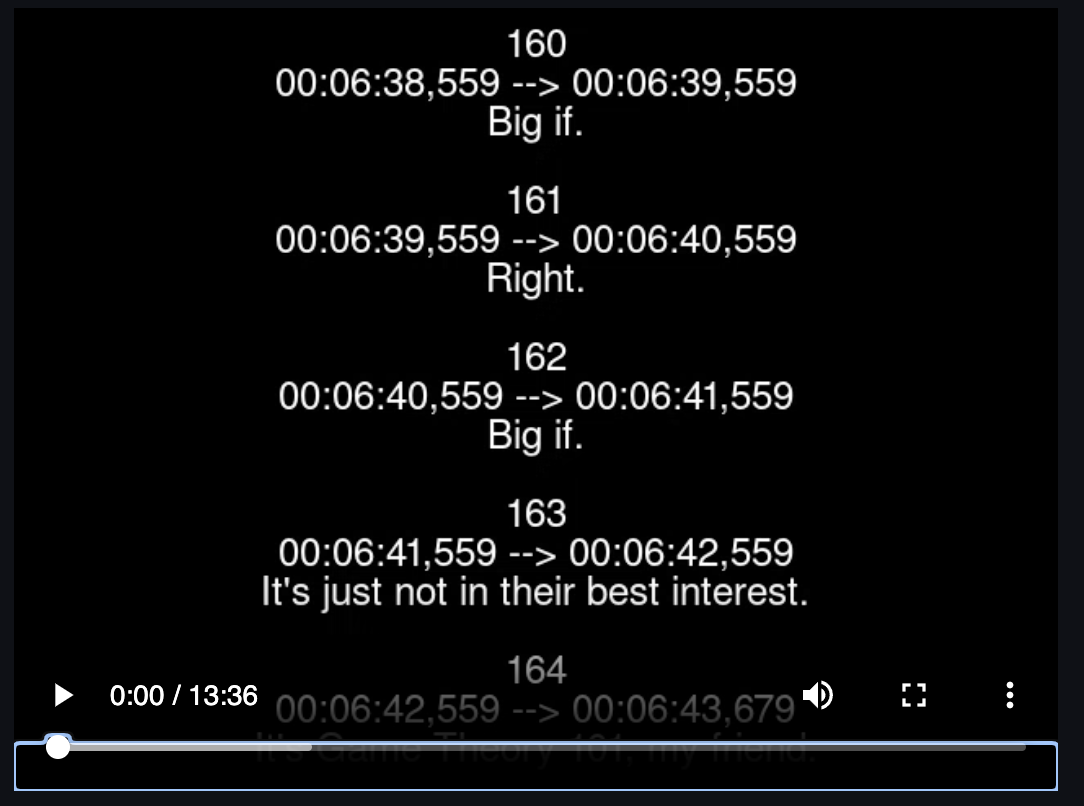 160
00:06:38,559 --> 00:06:39,559
Big if.
161
00:06:39,559 --> 00:06:40,559
Right.
162
00:06:40,559 --> 00:06:41,559
Big if.
163
00:06:41,559 --> 00:06:42,559
It's just not in their best interest.
164
0:00 / 13:36
00:06:42,559 --> 00:06:43,679
It's Game Theory 101, my friend.